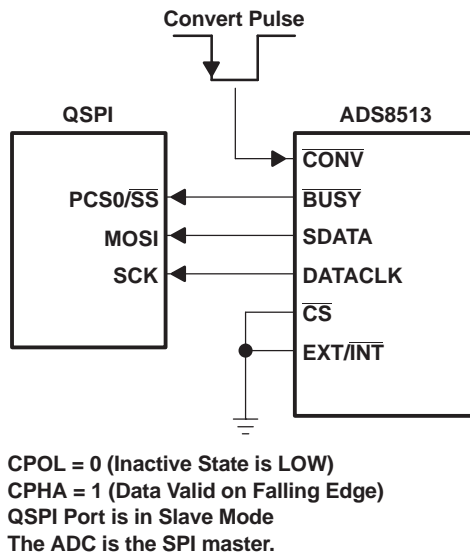 Convert Pulse
QSPI
ADS8513
CONV
PCS0/SS
BUSY
MOSI
SDATA
SCK
DATACLK
CS
EXT/INT
CPOL = 0 (Inactive State is LOW)
CPHA = 1 (Data Valid on Falling Edge)
QSPI Port is in Slave Mode
The ADC is the SPI master.